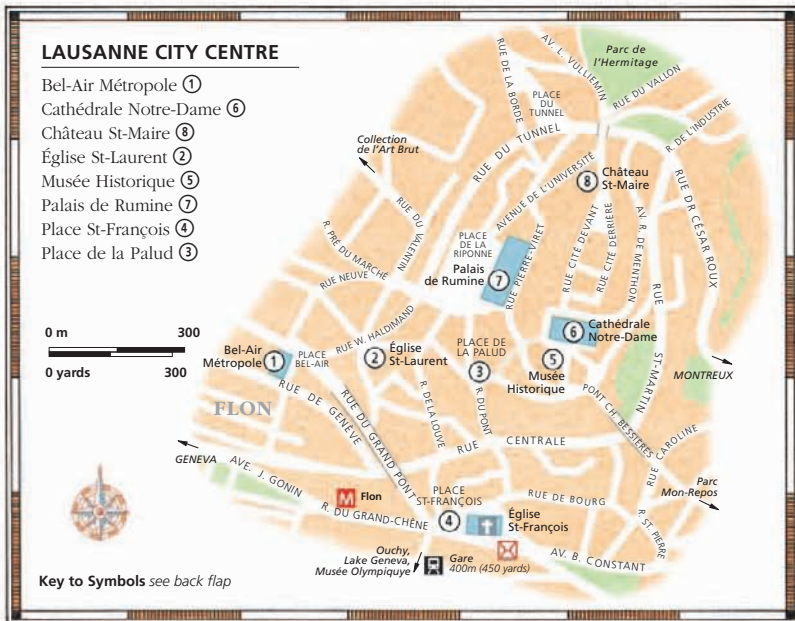 LAUSANNE CITY CENTRE
Bel-Air Métropole ①
Cathédrale Notre-Dame ⑥
Château St-Maire ⑧
Église St-Laurent ②
Musée Historique ⑤
Palais de Rumine ⑦
Place St-François ④
Place de la Palud ③
0 m 300
0 yards 300
Parc de
l'Hermitage
AV. L. VULLIEMIN
RUE DE LA BORDE
RUE DU VALLON
PLACE
DU
TUNNEL
R. DE L'INDUSTRIE
RUE DU TUNNEL
Collection
de l'Art Brut
AVENUE DE L'UNIVERSITÉ
⑧ Château
St-Maire
RUE DR CÉSAR ROUX
RUE DU VALENTIN
R. PRÉ DU MARCHÉ
RUE NEUVE
PLACE
DE LA
RIPONNE
Palais
de Rumine ⑦
RUE PIERRE-VIRET
RUE CITÉ DEVANT
RUE CITÉ DERRIÈRE
AV. R. DE MENTHON
RUE ST-MARTIN
⑥ Cathédrale
Notre-Dame
RUE W. HALDIMAND
Bel-Air
Métropole ①
PLACE
BEL-AIR
② Église
St-Laurent
PLACE DE
LA PALUD
③
⑤
Musée
Historique
MONTREUX
FLON
RUE DE GENÈVE
RUE DU GRAND PONT
R. DE LA LOUVE
R. DU PONT
RUE CENTRALE
PONT CH. BESSIÈRES
RUE CAROLINE
GENEVA
AVE. J. GONIN
M Flon
PLACE
ST-FRANÇOIS
RUE DE BOURG
Parc
Mon-Repos
R. DU GRAND-CHÊNE
④
Église
St-François
R. ST. PIERRE
AV. B. CONSTANT
Ouchy,
Lake Geneva,
Musée Olympiquye
Gare
400m (450 yards)
Key to Symbols see back flap